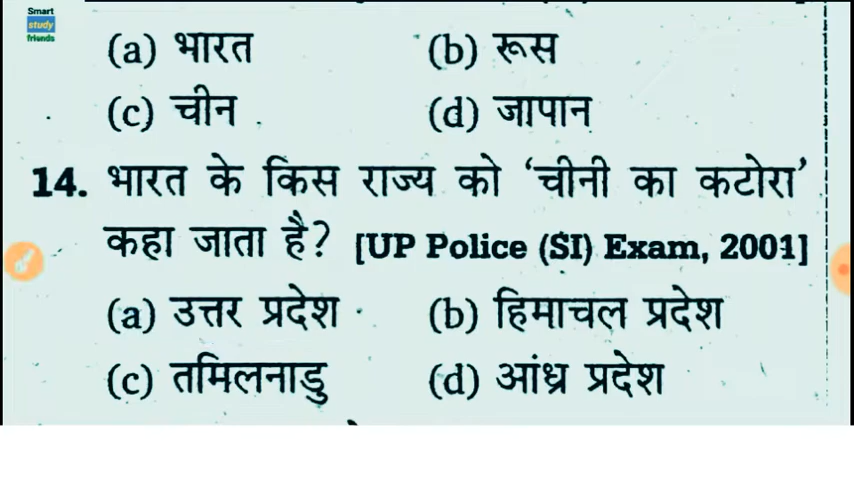 Smart
study
friends
(a) भारत (b) रूस
(c) चीन (d) जापान
14. भारत के किस राज्य को ‘चीनी का कटोरा’
कहा जाता है? [UP Police (SI) Exam, 2001]
(a) उत्तर प्रदेश (b) हिमाचल प्रदेश
(c) तमिलनाडु (d) आंध्र प्रदेश